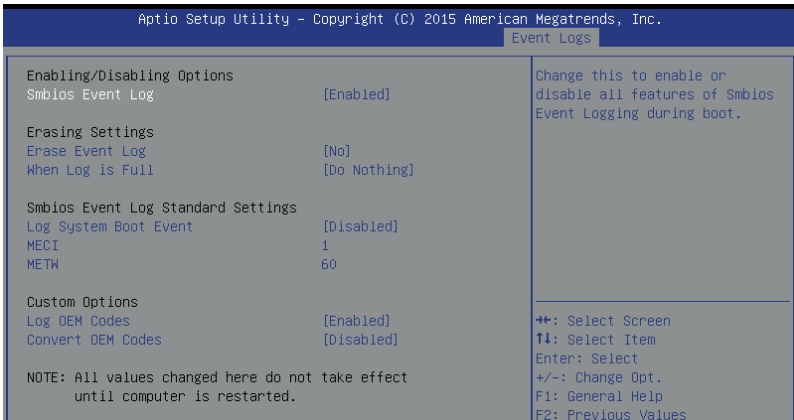 Aptio Setup Utility – Copyright (C) 2015 American Megatrends, Inc.
Event Logs
Enabling/Disabling Options
Smbios Event Log [Enabled]
Erasing Settings
Erase Event Log [No]
When Log is Full [Do Nothing]
Smbios Event Log Standard Settings
Log System Boot Event [Disabled]
MECI 1
METW 60
Custom Options
Log OEM Codes [Enabled]
Convert OEM Codes [Disabled]
NOTE: All values changed here do not take effect
until computer is restarted.
Change this to enable or
disable all features of Smbios
Event Logging during boot.
→←: Select Screen
↑↓: Select Item
Enter: Select
+/-: Change Opt.
F1: General Help
F2: Previous Values